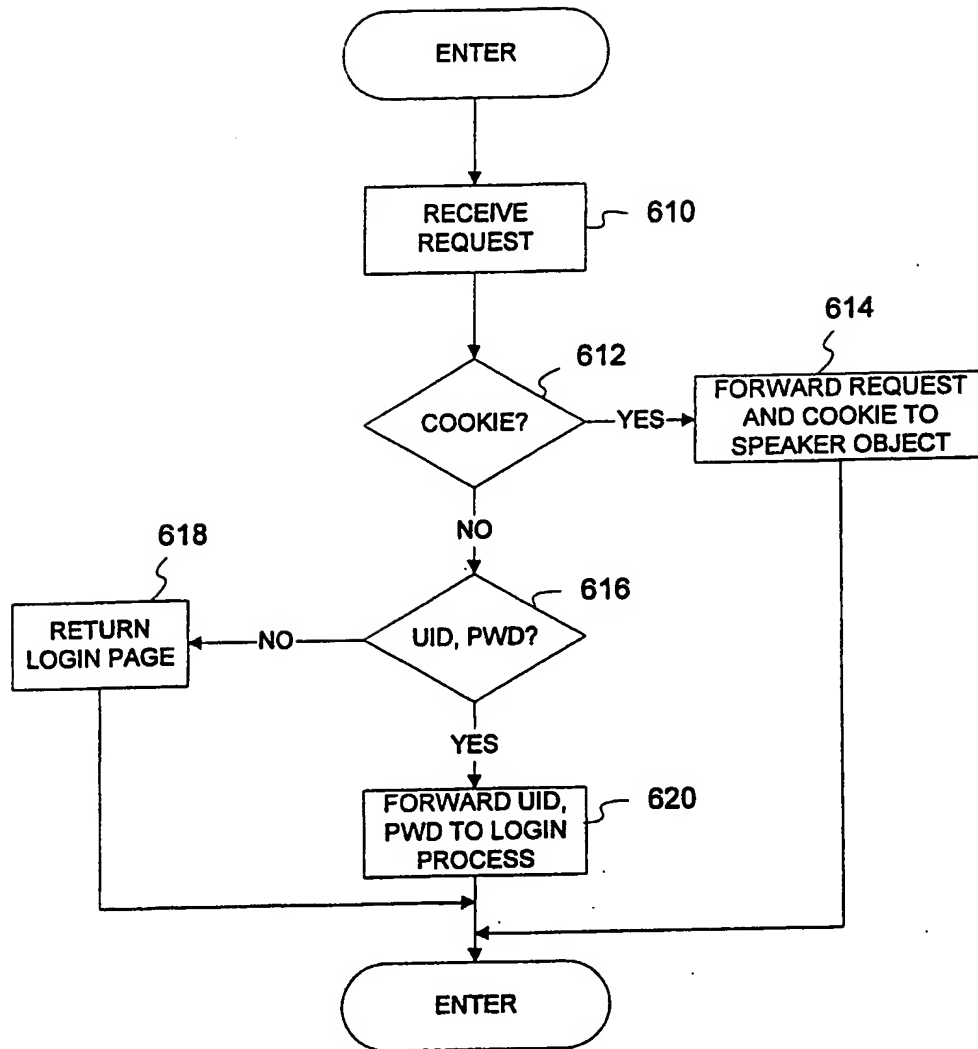 ENTER
RECEIVE
REQUEST
610
612
COOKIE?
YES
614
FORWARD REQUEST
AND COOKIE TO
SPEAKER OBJECT
NO
616
UID, PWD?
NO
618
RETURN
LOGIN PAGE
YES
FORWARD UID,
PWD TO LOGIN
PROCESS
620
ENTER